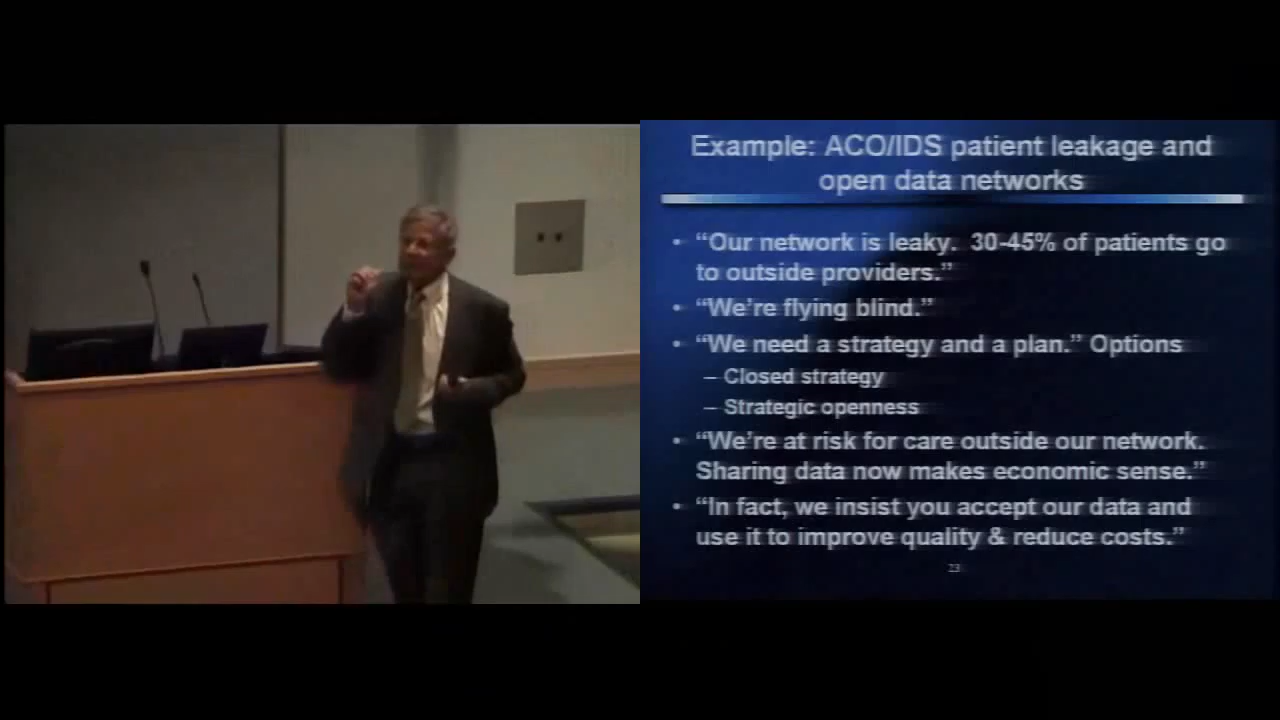 Example: ACO/IDS patient leakage and
open data networks
• “Our network is leaky.  30-45% of patients go
to outside providers.”
• “We’re flying blind.”
• “We need a strategy and a plan.” Options
– Closed strategy
– Strategic openness
• “We’re at risk for care outside our network.
Sharing data now makes economic sense.”
• “In fact, we insist you accept our data and
use it to improve quality & reduce costs.”
23